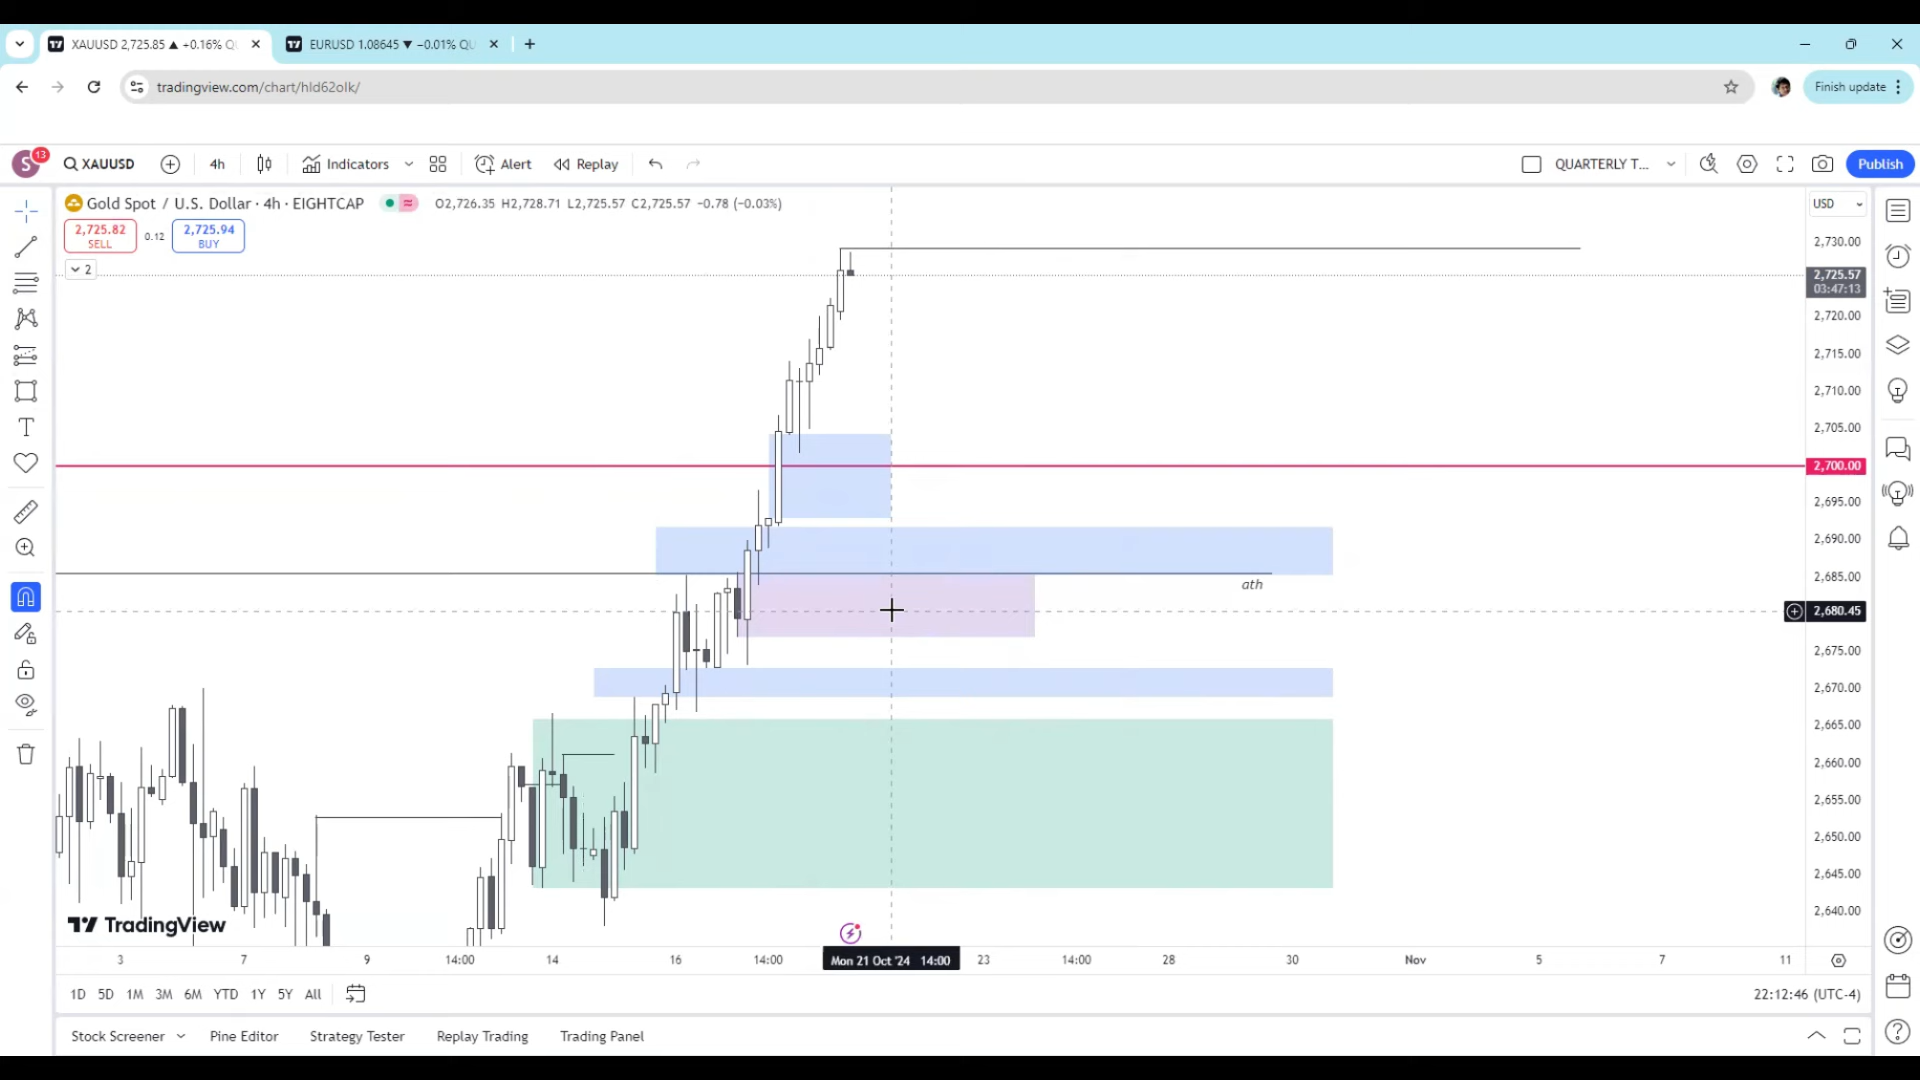 XAUUSD 2,725.85 ▲ +0.16% Q
EURUSD 1.08645 ▼ −0.01% QU
tradingview.com/chart/hld62olk/
Finish update
S 13 XAUUSD 4h Indicators Alert Replay QUARTERLY T... Publish
Gold Spot / U.S. Dollar · 4h · EIGHTCAP O2,726.35 H2,728.71 L2,725.57 C2,725.57 −0.78 (−0.03%)
USD
2,725.82 SELL 0.12 2,725.94 BUY
2
2,730.00
2,725.57
03:47:13
2,720.00
2,715.00
2,710.00
2,705.00
2,700.00
2,695.00
2,690.00
2,685.00
ath
2,680.45
2,675.00
2,670.00
2,665.00
2,660.00
2,655.00
2,650.00
2,645.00
2,640.00
TradingView
3 7 9 14:00 14 16 14:00 Mon 21 Oct '24 14:00 23 14:00 28 30 Nov 5 7 11
1D 5D 1M 3M 6M YTD 1Y 5Y All
22:12:46 (UTC-4)
Stock Screener Pine Editor Strategy Tester Replay Trading Trading Panel